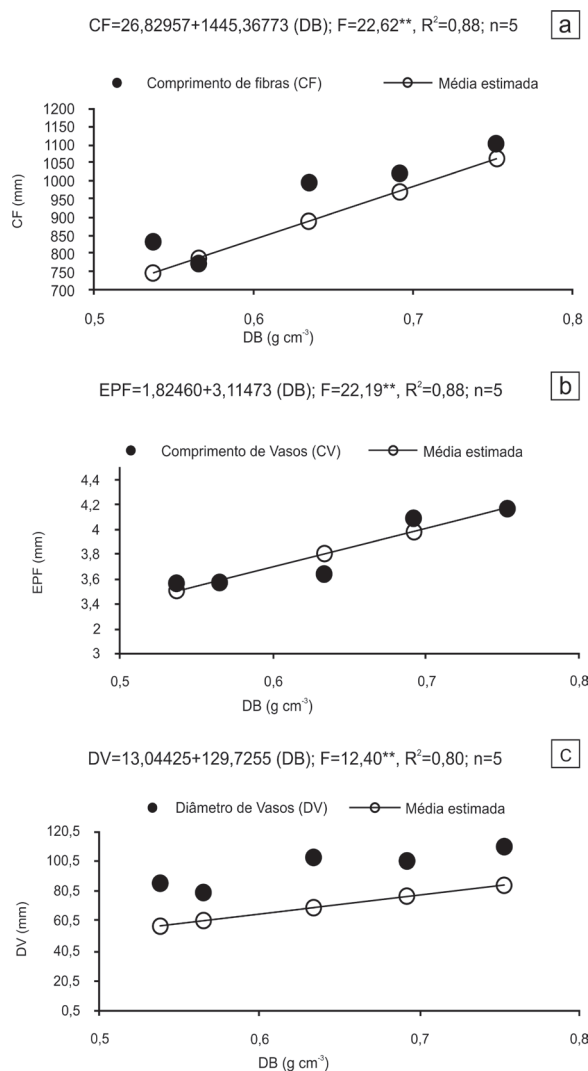 CF=26,82957+1445,36773 (DB); F=22,62**, R²=0,88; n=5
a
Comprimento de fibras (CF) Média estimada
1200
1150
1100
1050
1000
950
900
850
800
750
700
CF (mm)
0,5 0,6 0,7 0,8
DB (g cm⁻³)
EPF=1,82460+3,11473 (DB); F=22,19**, R²=0,88; n=5
b
Comprimento de Vasos (CV) Média estimada
4,4
4,2
4
3,8
3,6
3,4
2
3
EPF (mm)
0,5 0,6 0,7 0,8
DB (g cm⁻³)
DV=13,04425+129,7255 (DB); F=12,40**, R²=0,80; n=5
c
Diâmetro de Vasos (DV) Média estimada
120,5
100,5
80,5
60,5
40,5
20,5
0,5
DV (mm)
0,5 0,6 0,7 0,8
DB (g cm⁻³)